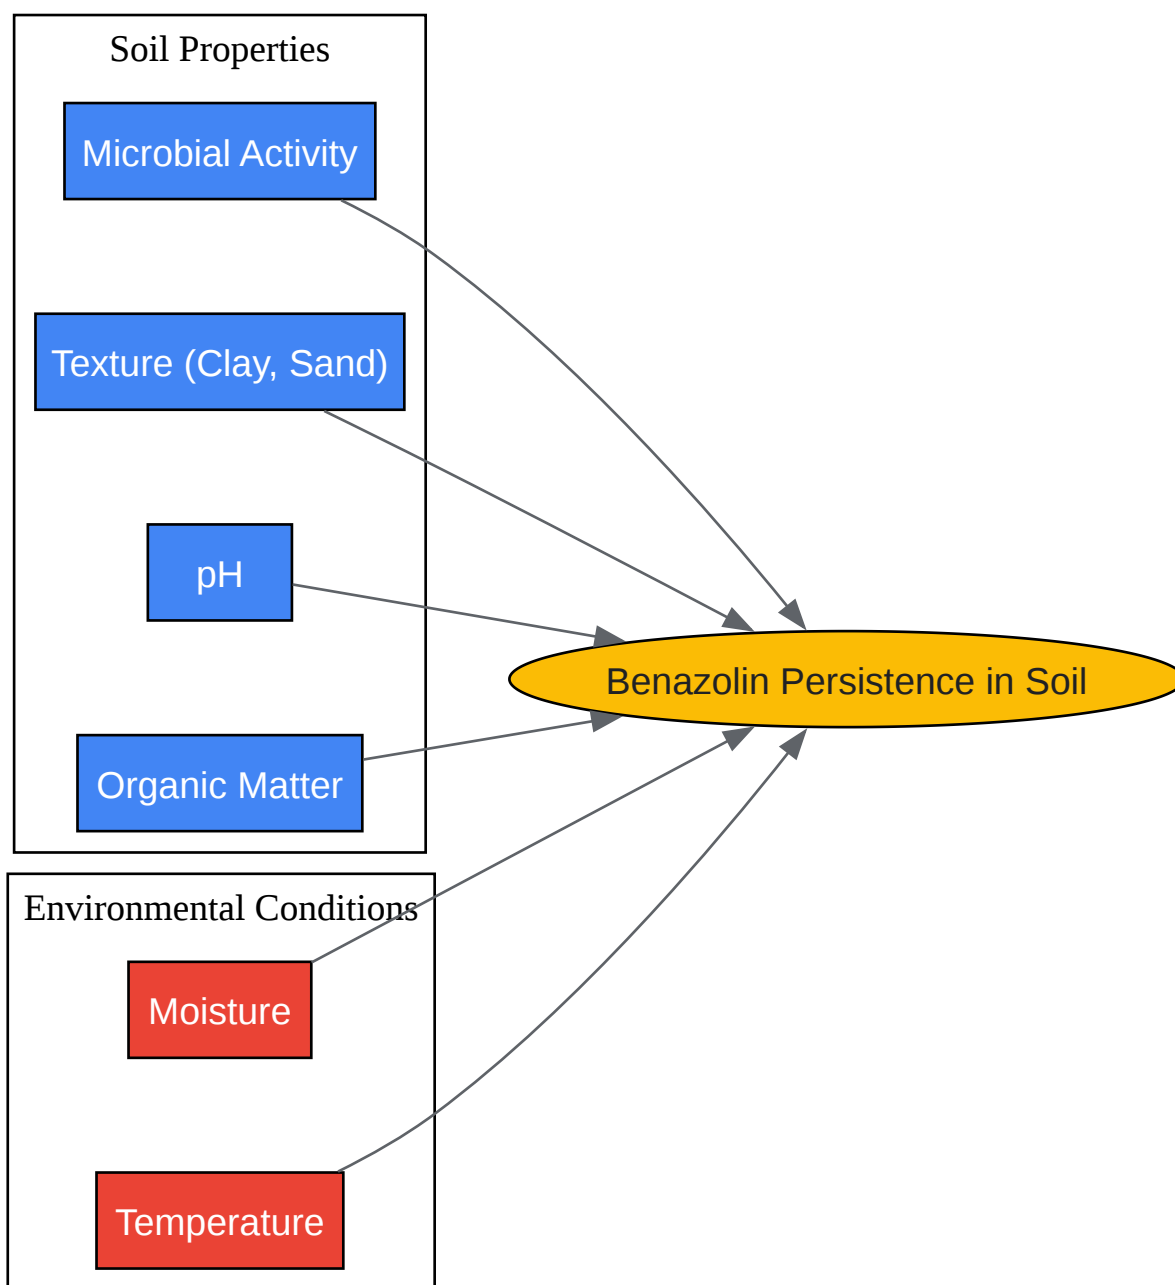 Soil Properties
Microbial Activity
Texture (Clay, Sand)
pH
Benazolin Persistence in Soil
Organic Matter
Environmental Conditions
Moisture
Temperature